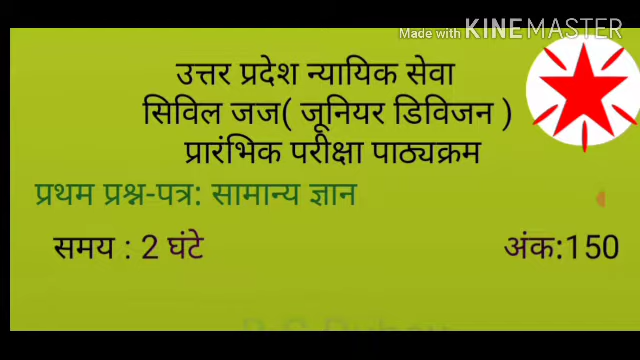 Made with KINEMASTER
उत्तर प्रदेश न्यायिक सेवा
सिविल जज( जूनियर डिविजन )
प्रारंभिक परीक्षा पाठ्यक्रम
प्रथम प्रश्न-पत्र: सामान्य ज्ञान
समय : 2 घंटे अंक:150